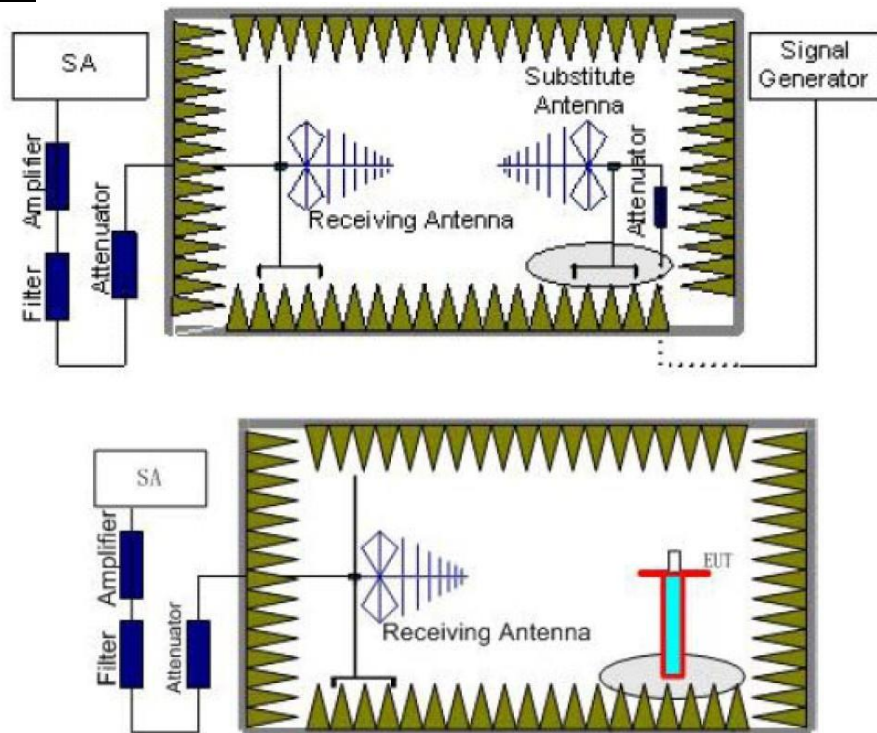 SA
Signal
Generator
Substitute
Antenna
Amplifier
Attenuator
Receiving Antenna
Attenuator
Filter
SA
Amplifier
EUT
Receiving Antenna
Filter
Attenuator